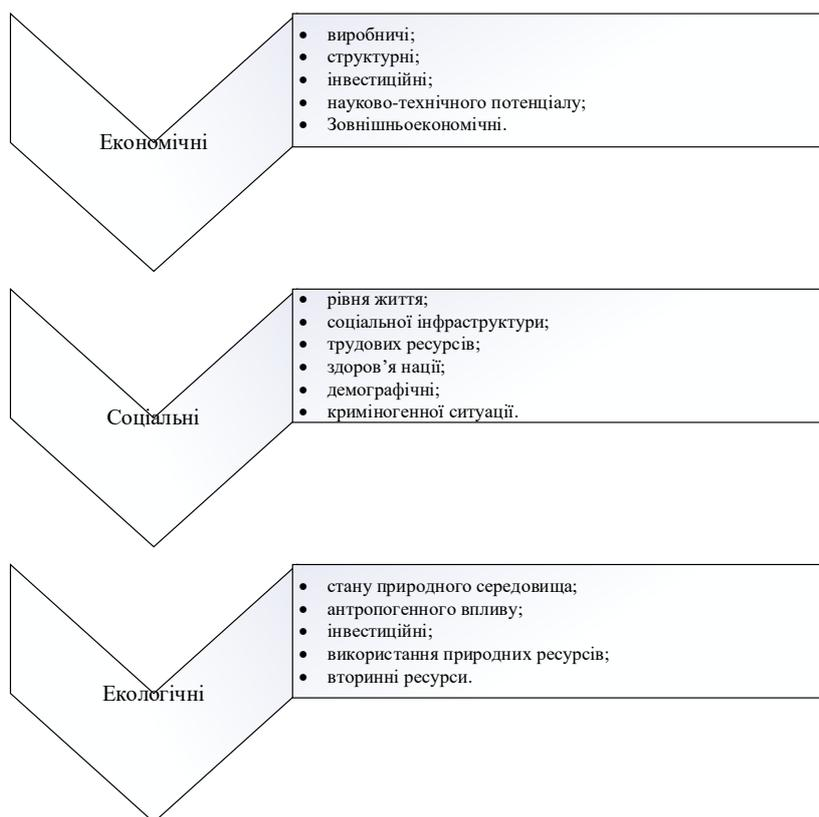 Економічні
• виробничі;
• структурні;
• інвестиційні;
• науково-технічного потенціалу;
• Зовнішньоекономічні.
Соціальні
• рівня життя;
• соціальної інфраструктури;
• трудових ресурсів;
• здоров’я нації;
• демографічні;
• криміногенної ситуації.
Екологічні
• стану природного середовища;
• антропогенного впливу;
• інвестиційні;
• використання природних ресурсів;
• вторинні ресурси.